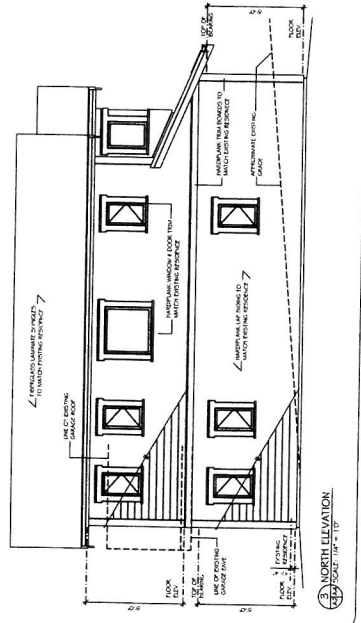 FIBERGLASS LAMINATE SHINGLES
TO MATCH EXISTING RESIDENCE
LINE OF EXISTING
GARAGE ROOF
HARDIPLANK WINDOW & DOOR TRIM
MATCH EXISTING RESIDENCE
TOP OF
BEARING
FLOOR
ELEV.
HARDIPLANK TRIM BOARDS TO
MATCH EXISTING RESIDENCE
APPROXIMATE EXISTING
GRADE
HARDIPLANK LAP SIDING TO
MATCH EXISTING RESIDENCE
FLOOR
ELEV.
TOP OF
BEARING
LINE OF EXISTING
GARAGE EAVE
FLOOR
ELEV.
EXISTING
RESIDENCE
3 NORTH ELEVATION
SCALE: 1/4" = 1'0"